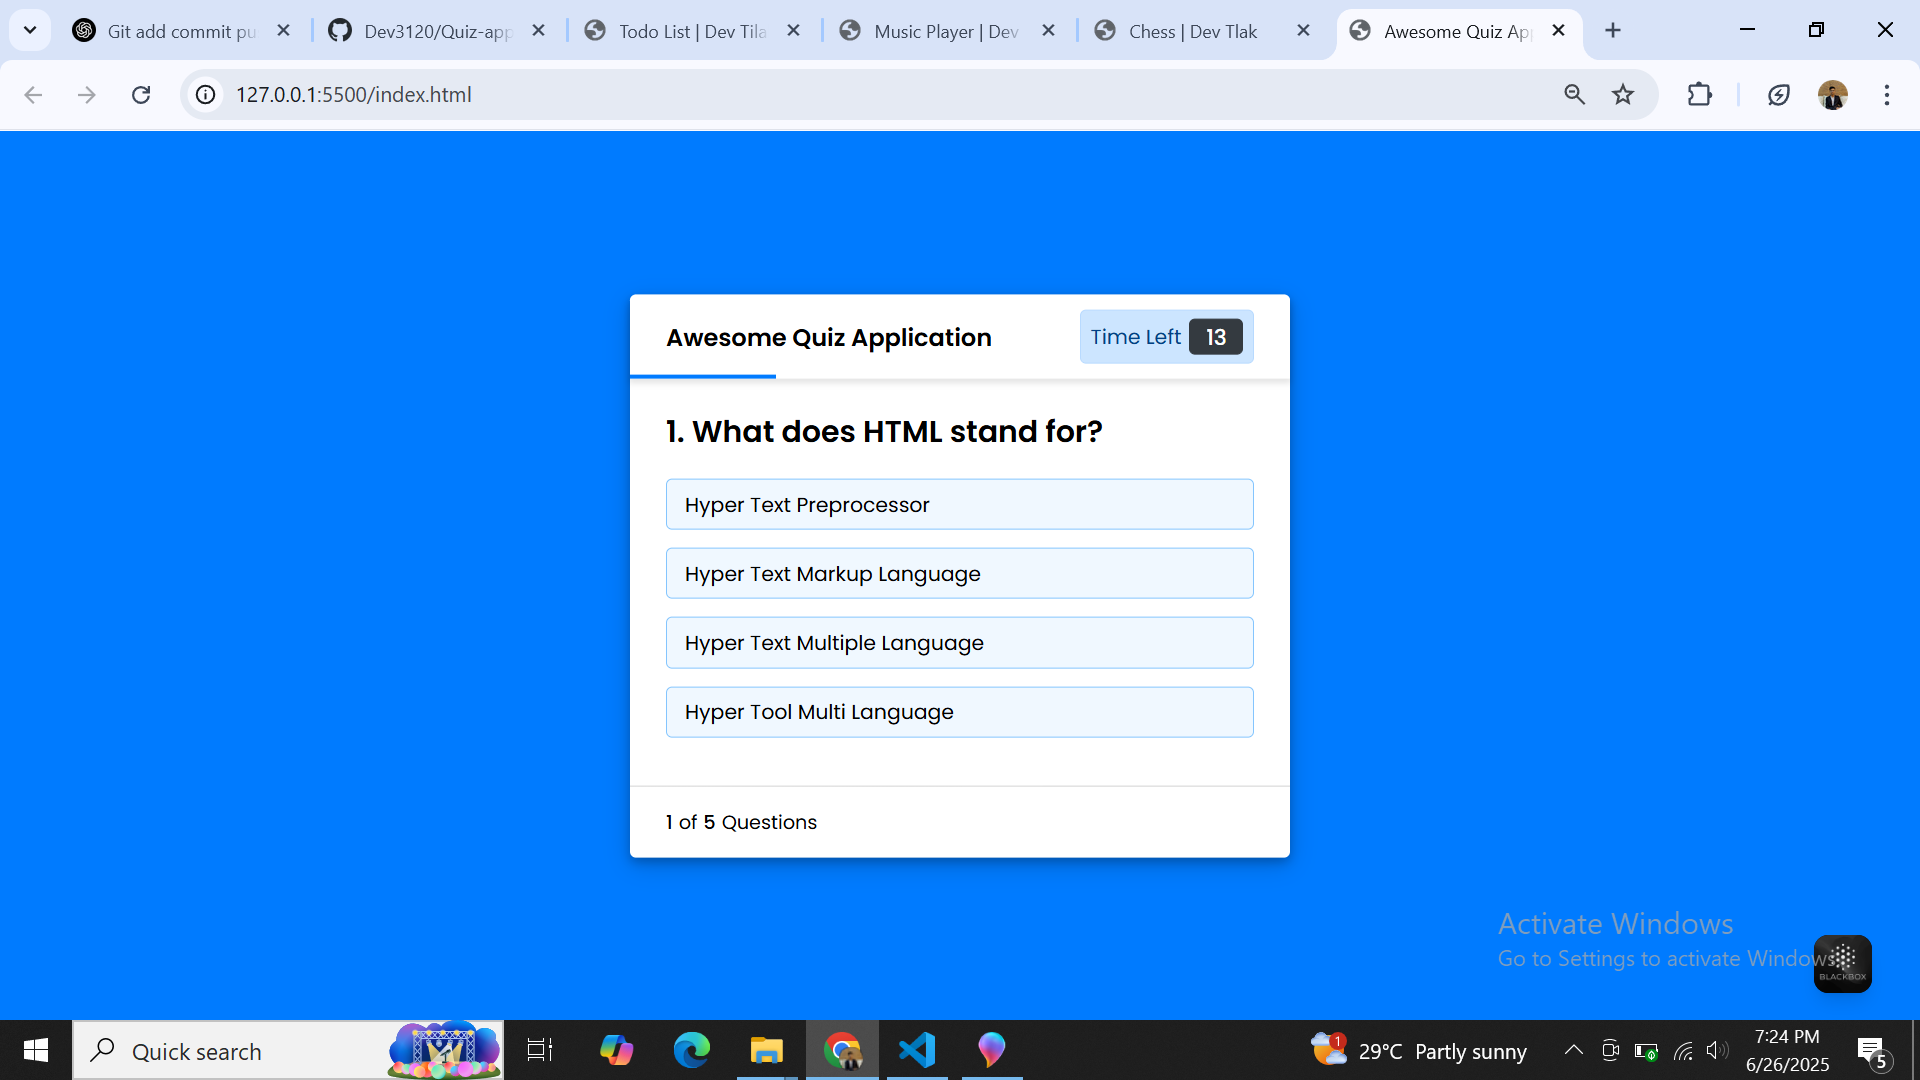 Git add commit pu
Dev3120/Quiz-app
Todo List | Dev Tila
Music Player | Dev
Chess | Dev Tlak
Awesome Quiz Ap
127.0.0.1:5500/index.html
Awesome Quiz Application
Time Left 13
1. What does HTML stand for?
Hyper Text Preprocessor
Hyper Text Markup Language
Hyper Text Multiple Language
Hyper Tool Multi Language
1 of 5 Questions
Activate Windows
Go to Settings to activate Windows
BLACKBOX
Quick search
1
29°C Partly sunny
7:24 PM
6/26/2025
5